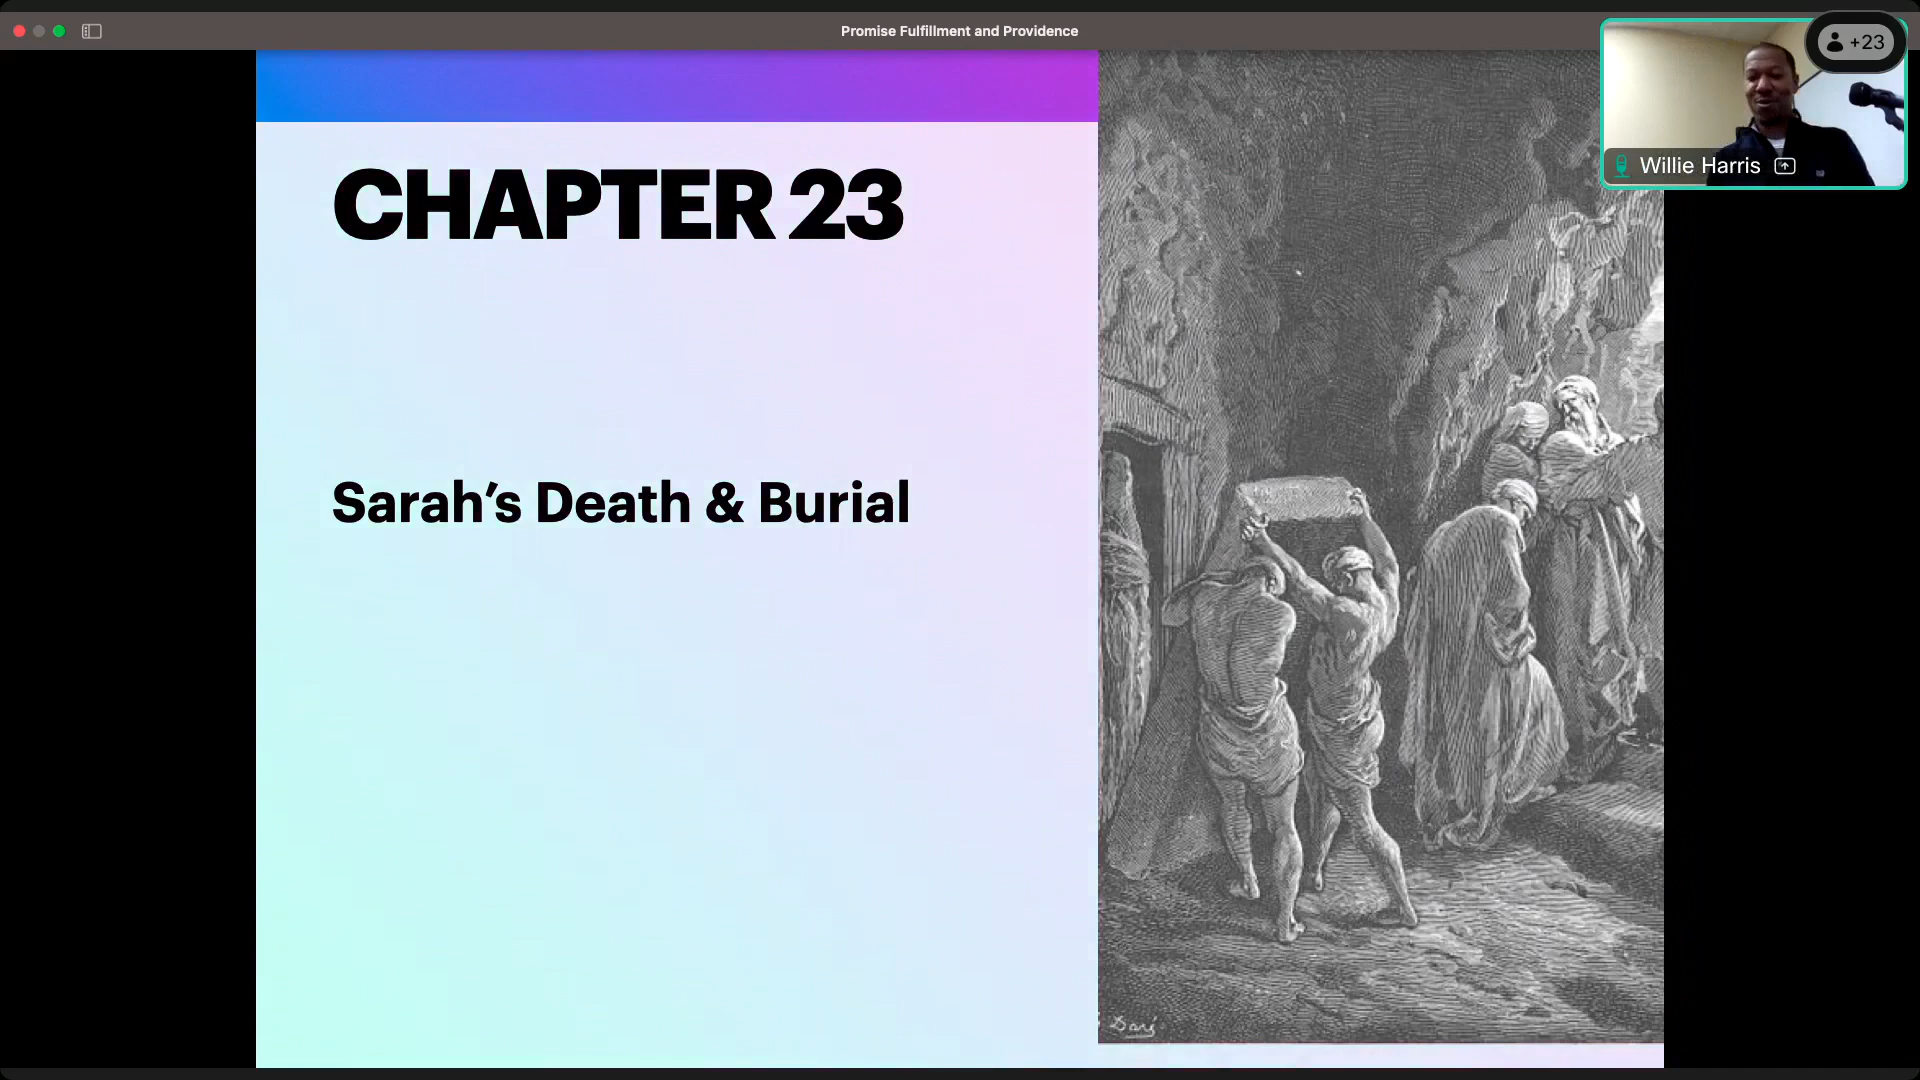 Promise Fulfillment and Providence
+23
Willie Harris
CHAPTER 23
Sarah’s Death & Burial